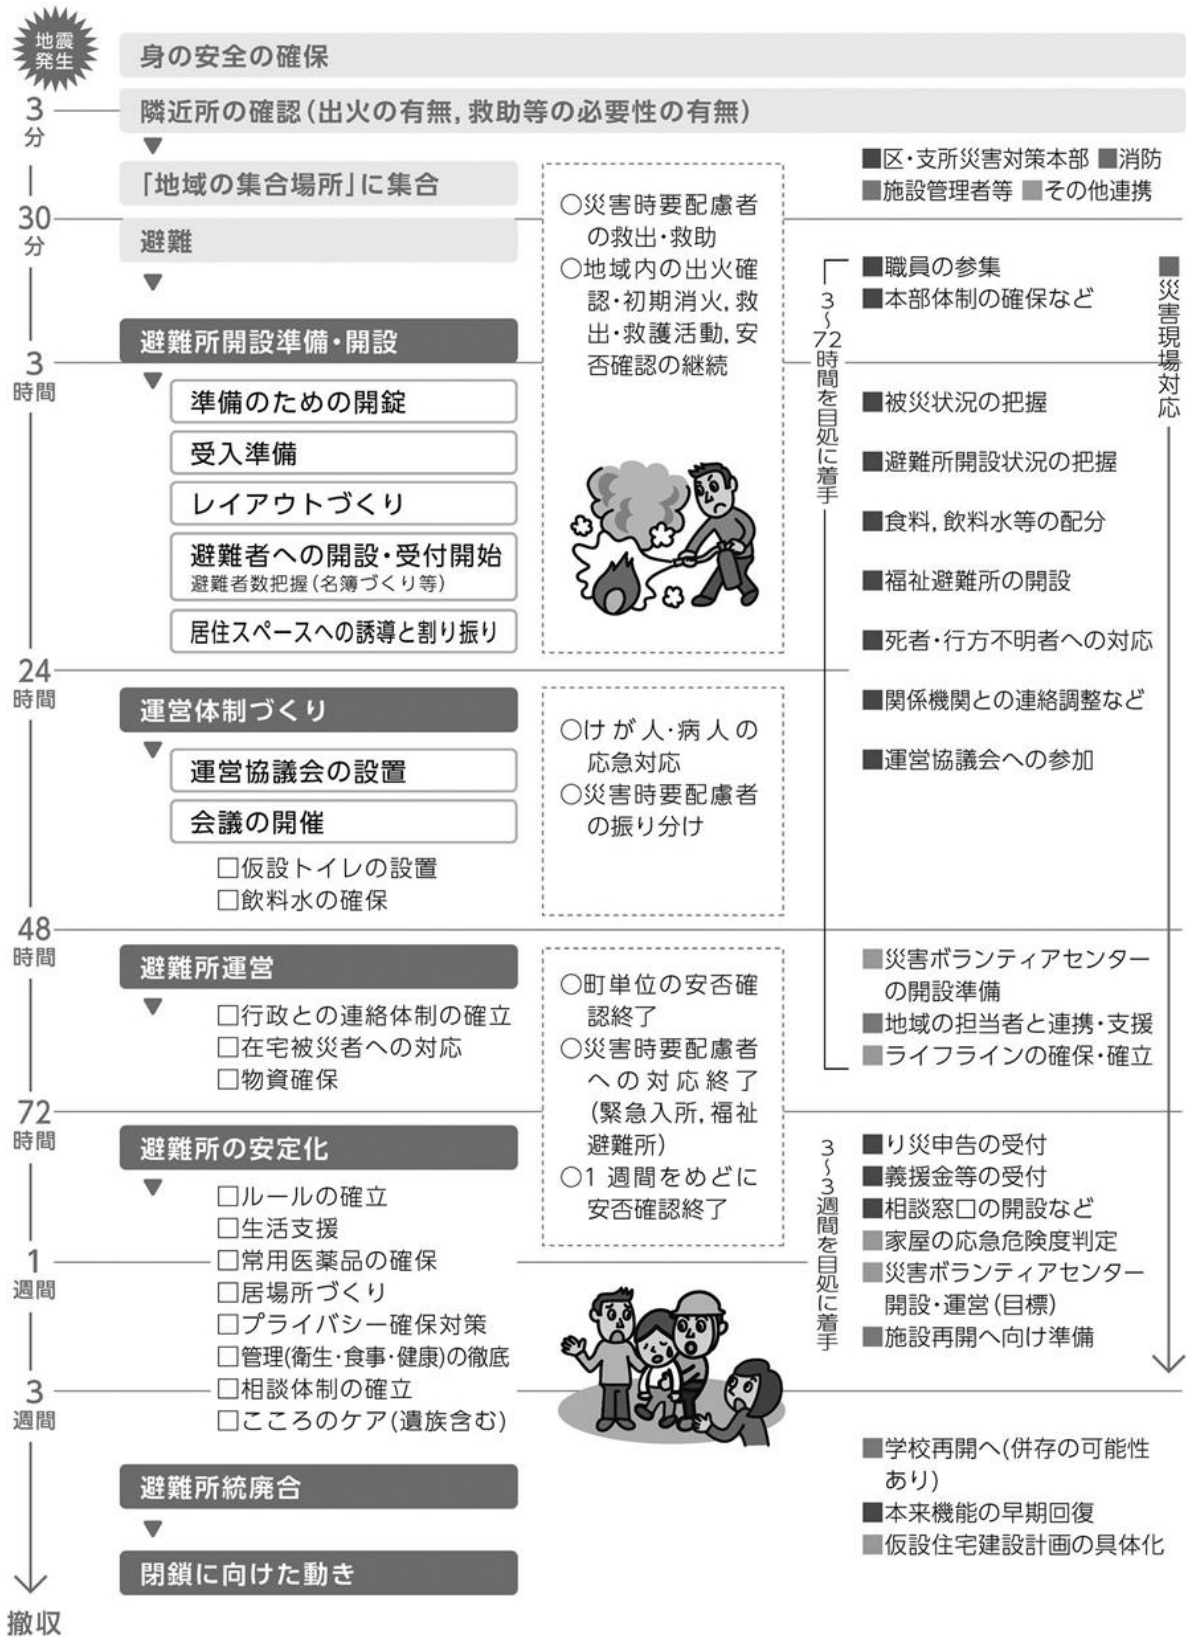 地震
発生
身の安全の確保
3
分
隣近所の確認(出火の有無,救助等の必要性の有無)
「地域の集合場所」に集合
30
分
避難
避難所開設準備・開設
3
時間
準備のための開錠
受入準備
レイアウトづくり
避難者への開設・受付開始
避難者数把握(名簿づくり等)
居住スペースへの誘導と割り振り
24
時間
運営体制づくり
運営協議会の設置
会議の開催
□仮設トイレの設置
□飲料水の確保
48
時間
避難所運営
□行政との連絡体制の確立
□在宅被災者への対応
□物資確保
72
時間
避難所の安定化
□ルールの確立
□生活支援
1
週間
□常用医薬品の確保
□居場所づくり
□プライバシー確保対策
□管理(衛生・食事・健康)の徹底
3
週間
□相談体制の確立
□こころのケア(遺族含む)
避難所統廃合
閉鎖に向けた動き
撤収
○災害時要配慮者
の救出・救助
○地域内の出火確
認・初期消火,救
出・救護活動,安
否確認の継続
○けが人・病人の
応急対応
○災害時要配慮者
の振り分け
○町単位の安否確
認終了
○災害時要配慮者
への対応終了
(緊急入所,福祉
避難所)
○1週間をめどに
安否確認終了
■区・支所災害対策本部 ■消防
■施設管理者等 ■その他連携
3~72時間を目処に着手
■職員の参集
■本部体制の確保など
■被災状況の把握
■避難所開設状況の把握
■食料,飲料水等の配分
■福祉避難所の開設
■死者・行方不明者への対応
■関係機関との連絡調整など
■運営協議会への参加
■災害ボランティアセンター
の開設準備
■地域の担当者と連携・支援
■ライフラインの確保・確立
3~3週間を目処に着手
■り災申告の受付
■義援金等の受付
■相談窓口の開設など
■家屋の応急危険度判定
■災害ボランティアセンター
開設・運営(目標)
■施設再開へ向け準備
■学校再開へ(併存の可能性
あり)
■本来機能の早期回復
■仮設住宅建設計画の具体化
■災害現場対応